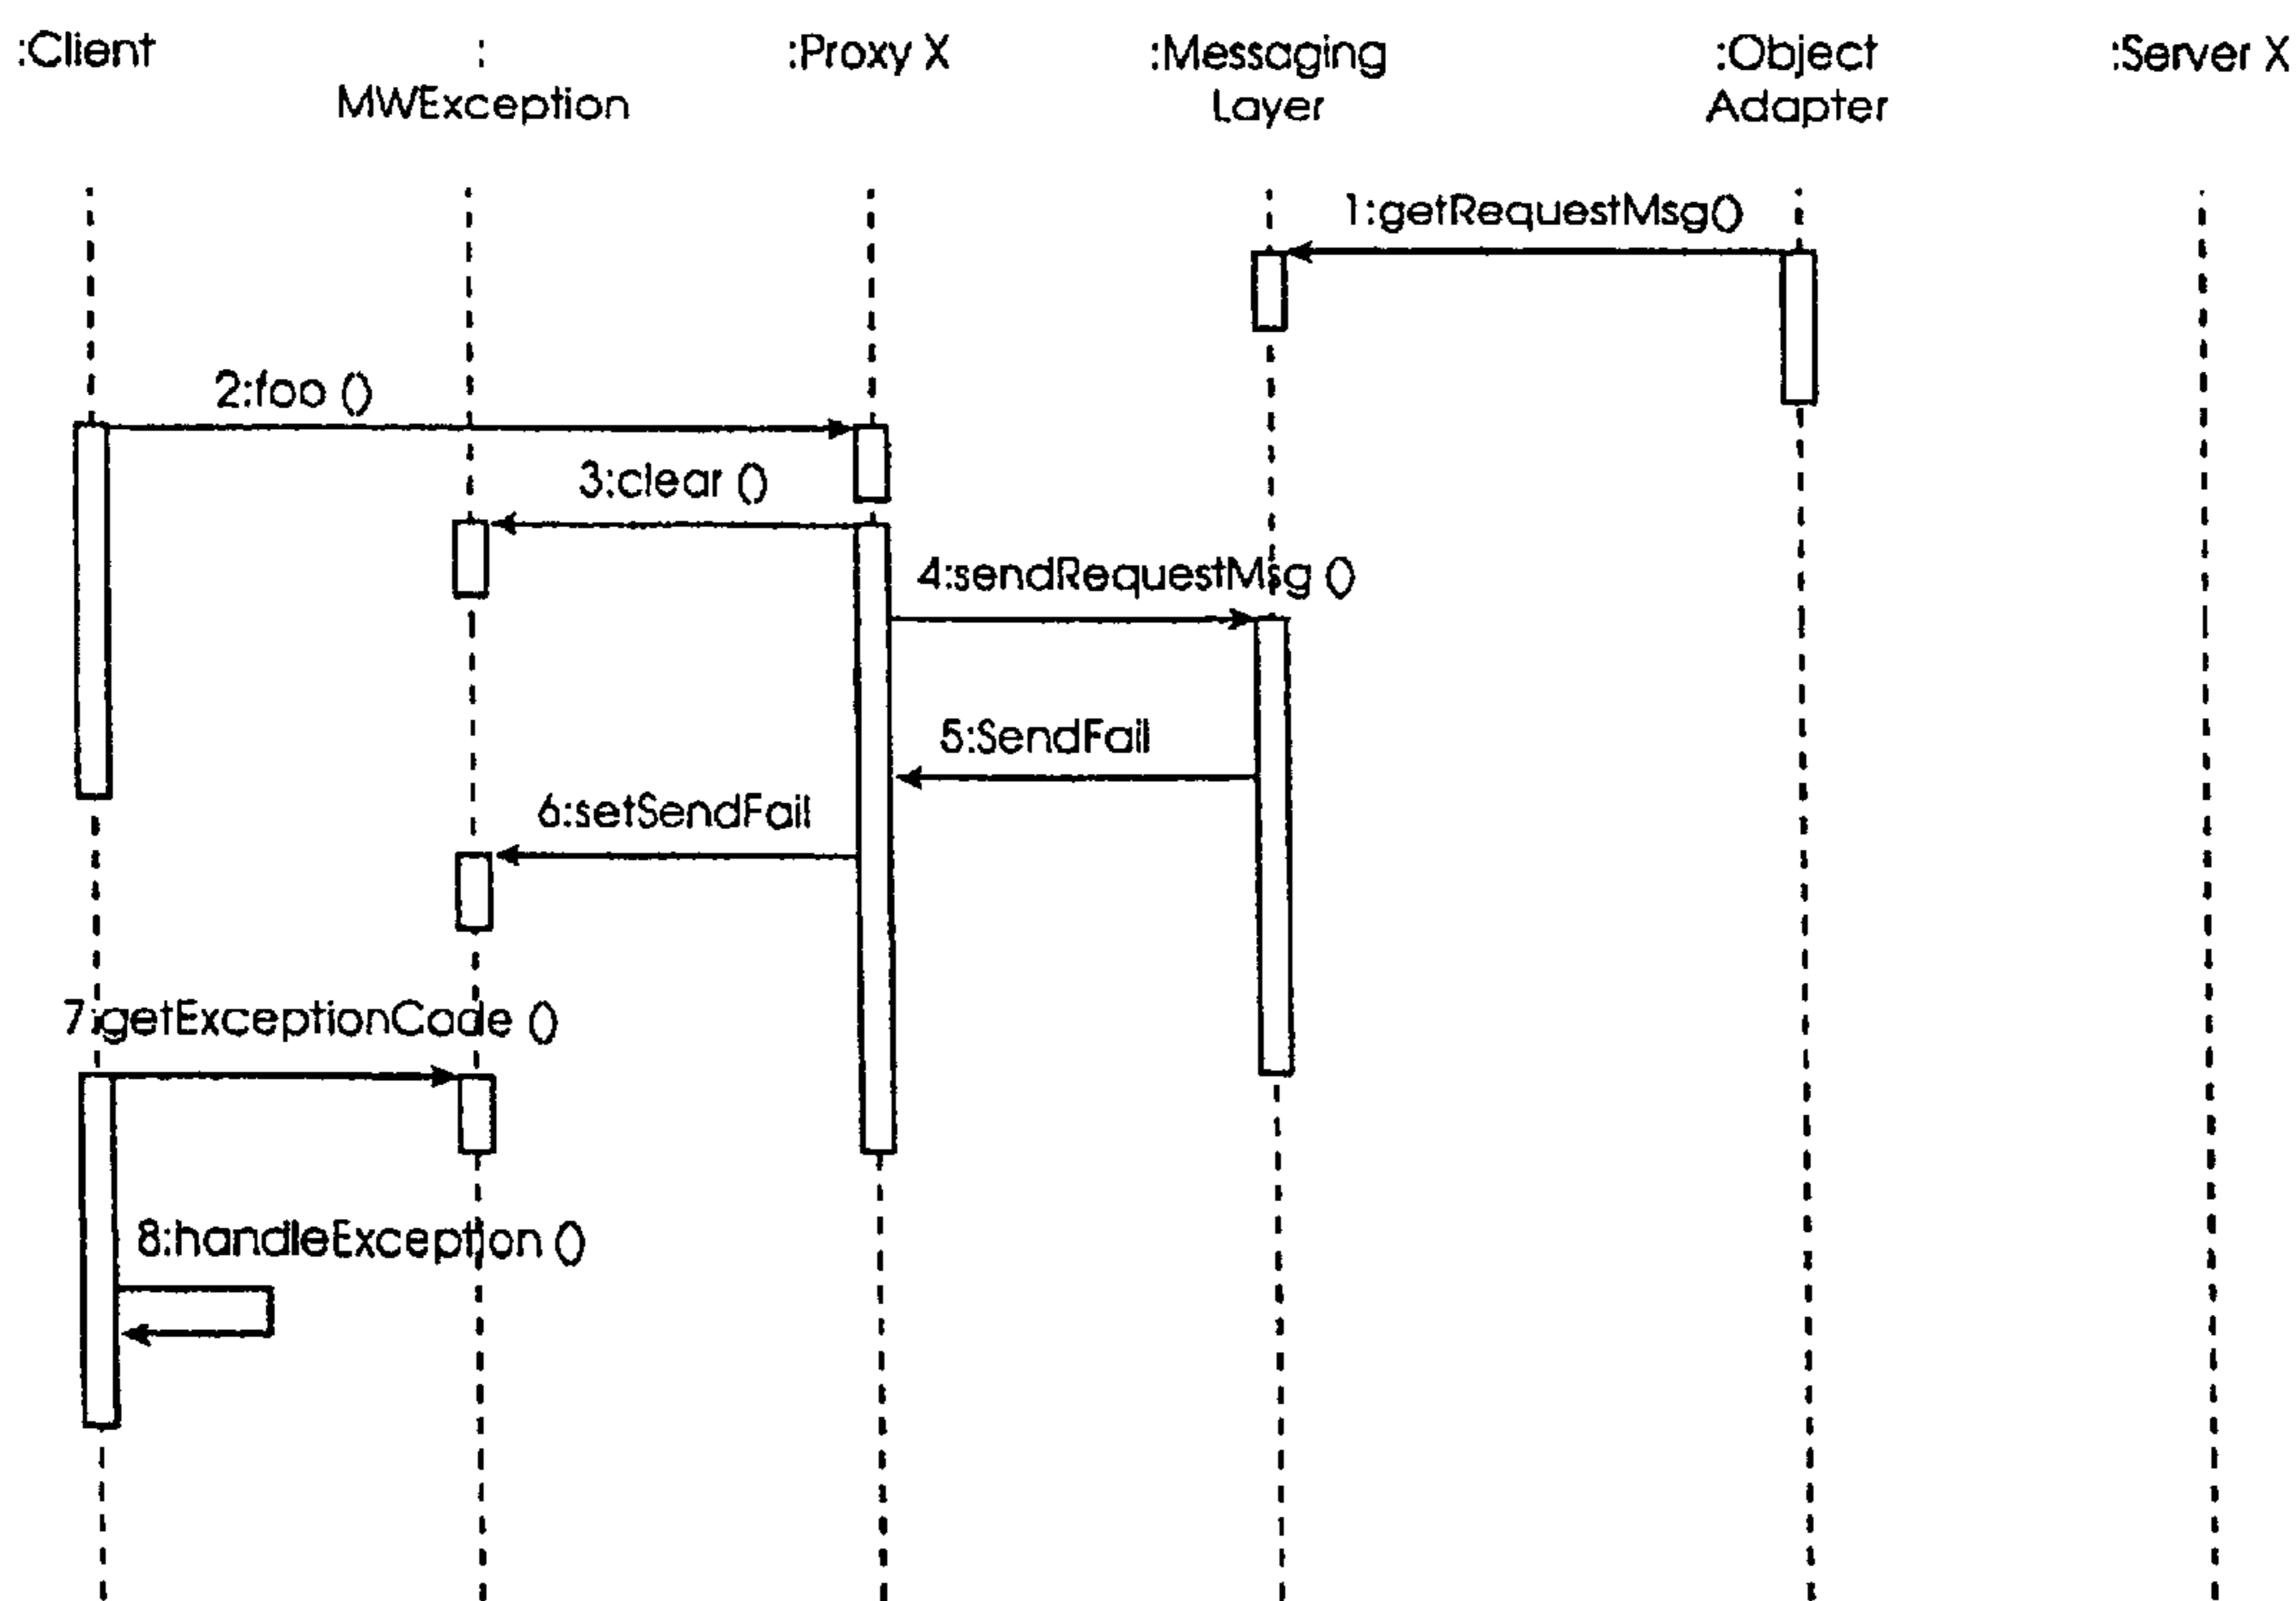 :Client
:
MWException
:Proxy X
:Messaging
Layer
:Object
Adapter
:Server X
1:getRequestMsg()
2:foo ()
3:clear ()
4:sendRequestMsg ()
5:SendFail
6:setSendFail
7:getExceptionCode ()
8:handleException ()